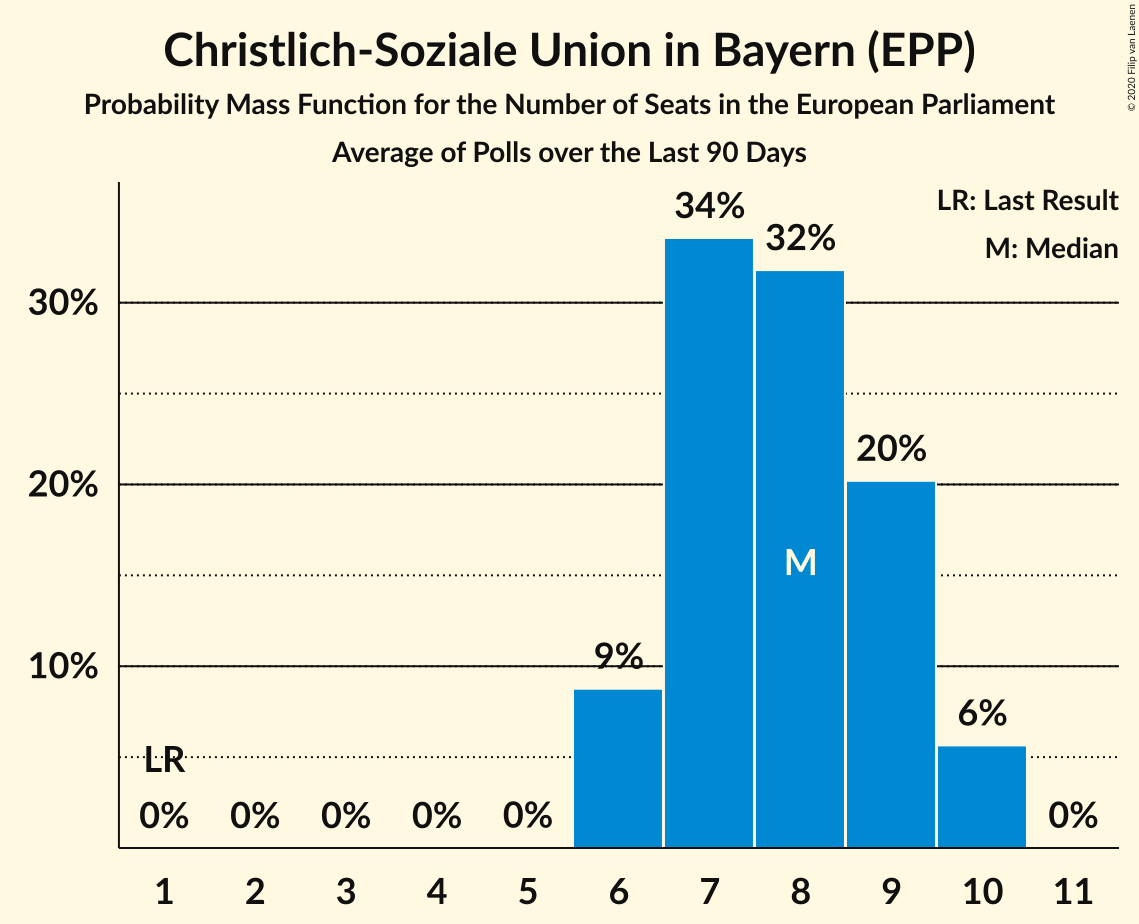 Christlich-Soziale Union in Bayern (EPP)
Probability Mass Function for the Number of Seats in the European Parliament
Average of Polls over the Last 90 Days
© 2020 Filip van Laenen
LR: Last Result
M: Median
34%
32%
30%
20%
20%
M
9%
10%
6%
LR
0%
0%
0%
0%
0%
0%
1 2 3 4 5 6 7 8 9 10 11